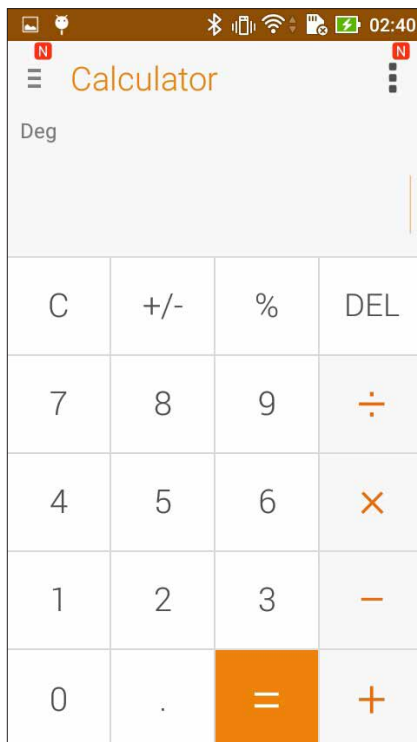 02:40
N N
Calculator
Deg
C +/- % DEL
7 8 9 ÷
4 5 6 ×
1 2 3 −
0 . = +